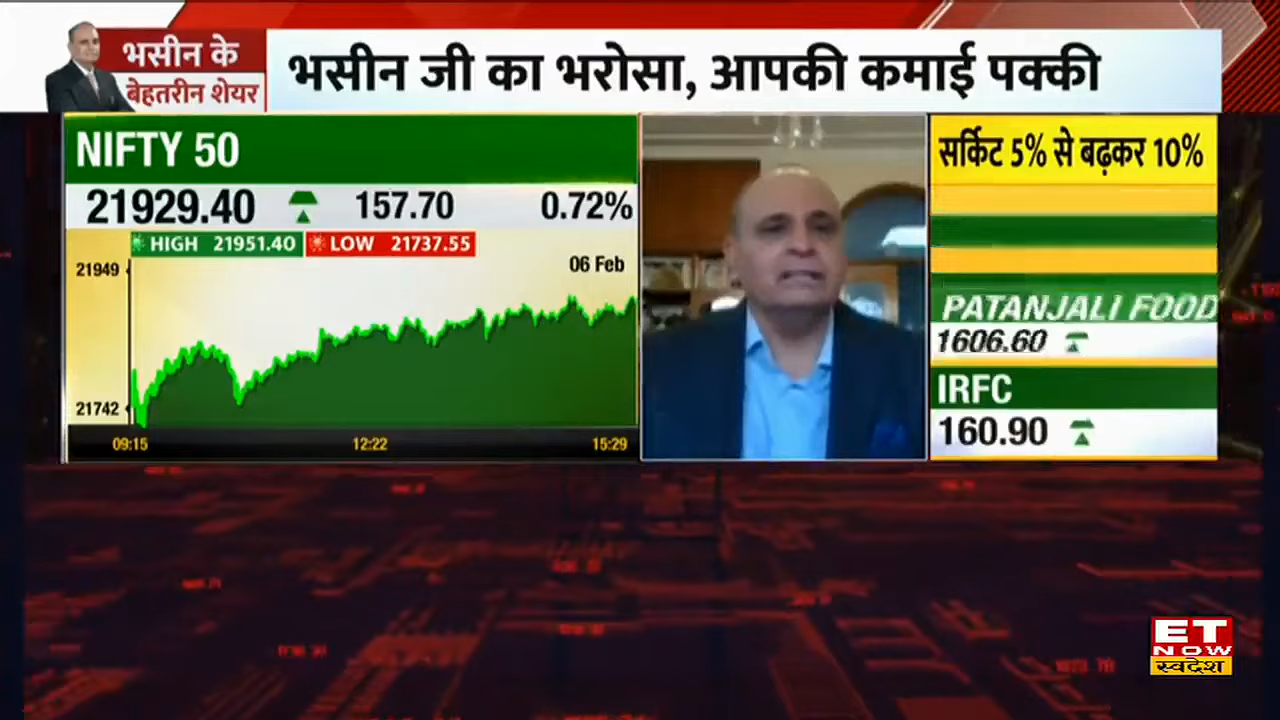 भसीन के
बेहतरीन शेयर
भसीन जी का भरोसा, आपकी कमाई पक्की
NIFTY 50
21929.40 157.70 0.72%
HIGH 21951.40 LOW 21737.55
06 Feb
21949
21742
09:15 12:22 15:29
सर्किट 5% से बढ़कर 10%
PATANJALI FOOD
1606.60
IRFC
160.90
ET
NOW
स्वदेश